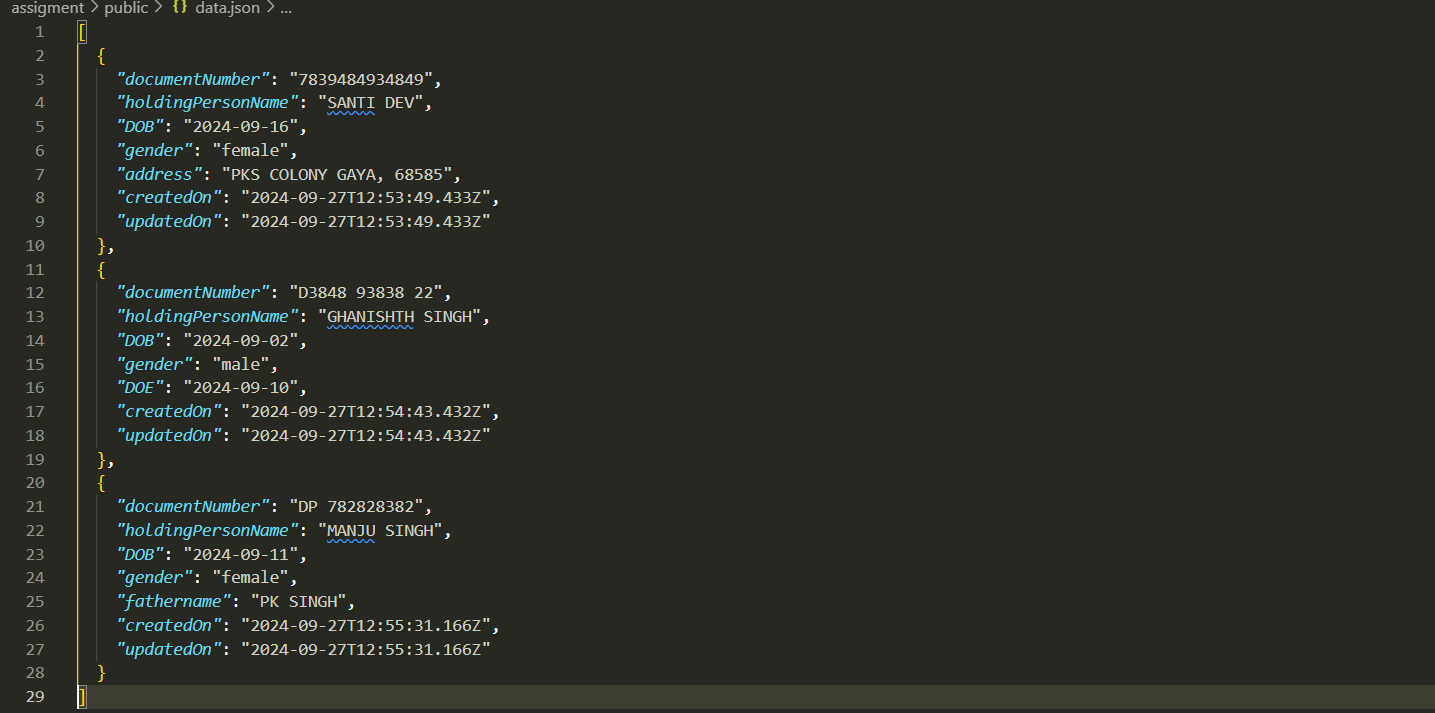 assigment > public > {} data.json > ...
1 [
2 {
3 "documentNumber": "7839484934849",
4 "holdingPersonName": "SANTI DEV",
5 "DOB": "2024-09-16",
6 "gender": "female",
7 "address": "PKS COLONY GAYA, 68585",
8 "createdOn": "2024-09-27T12:53:49.433Z",
9 "updatedOn": "2024-09-27T12:53:49.433Z"
10 },
11 {
12 "documentNumber": "D3848 93838 22",
13 "holdingPersonName": "GHANISHTH SINGH",
14 "DOB": "2024-09-02",
15 "gender": "male",
16 "DOE": "2024-09-10",
17 "createdOn": "2024-09-27T12:54:43.432Z",
18 "updatedOn": "2024-09-27T12:54:43.432Z"
19 },
20 {
21 "documentNumber": "DP 782828382",
22 "holdingPersonName": "MANJU SINGH",
23 "DOB": "2024-09-11",
24 "gender": "female",
25 "fathername": "PK SINGH",
26 "createdOn": "2024-09-27T12:55:31.166Z",
27 "updatedOn": "2024-09-27T12:55:31.166Z"
28 }
29 ]